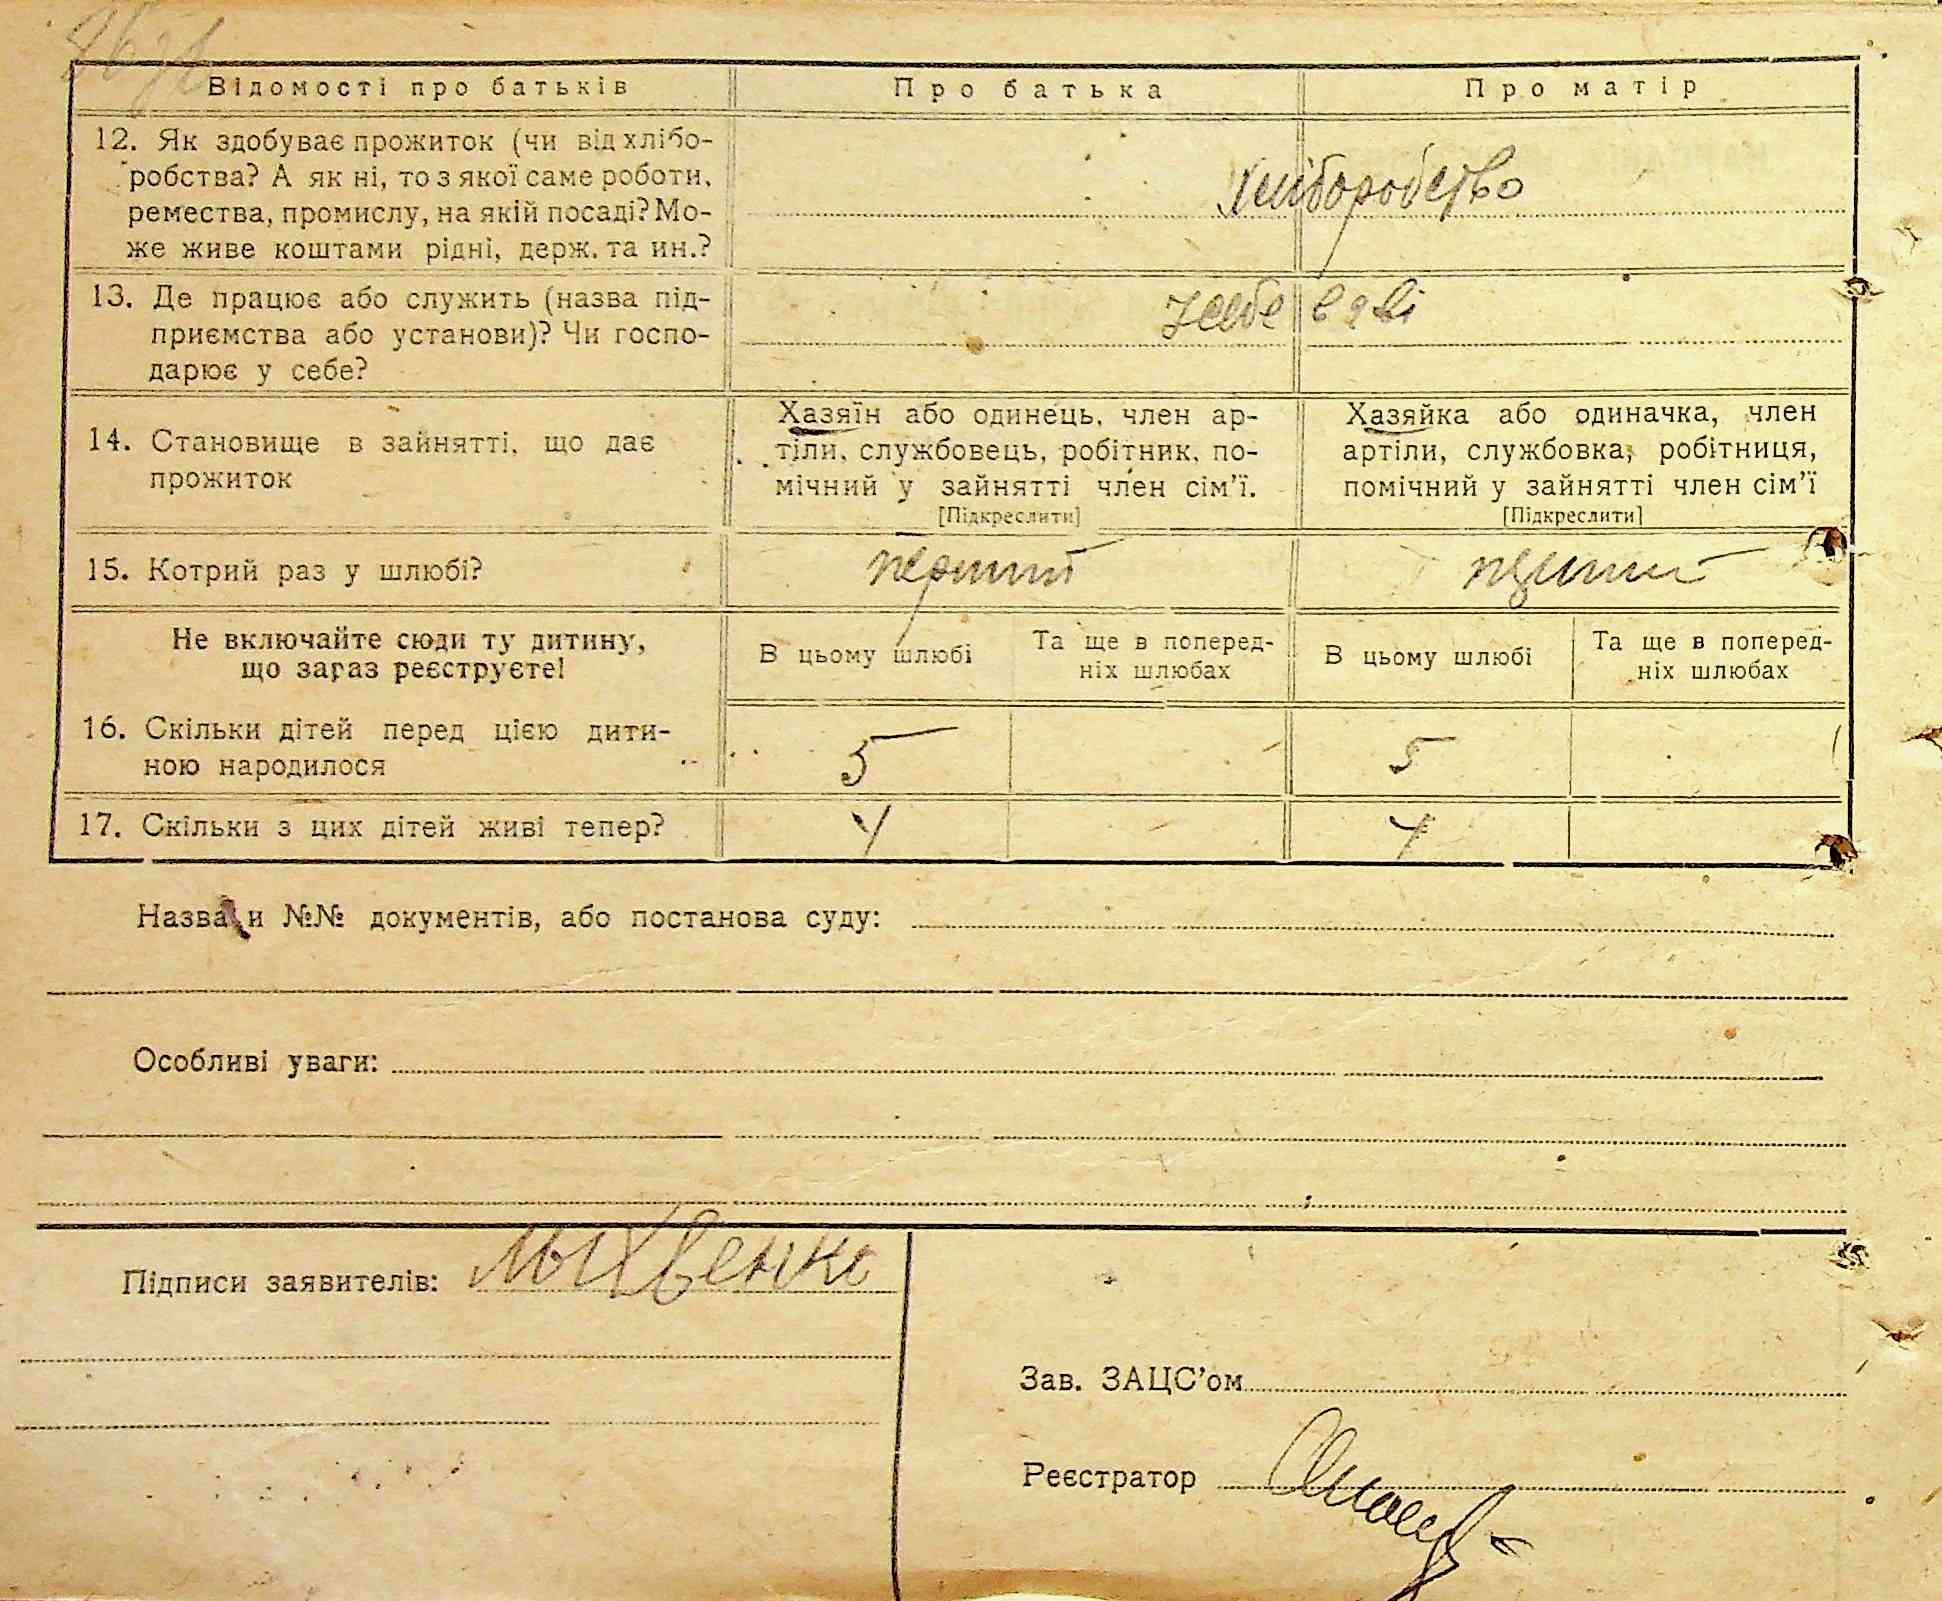 Відомості про батьків
Про батька
Про матір
12. Як здобуває прожиток (чи від хлібо-
робства? А як ні, то з якої саме роботи,
ремества, промислу, на якій посаді? Мо-
же живе коштами рідні, держ. та ин.?
хліборобство
13. Де працює або служить (назва під-
приємства або установи)? Чи госпо-
дарює у себе?
у себе
14. Становище в зайнятті, що дає
прожиток
Хазяїн або одинець, член ар-
тіли, службовець, робітник, по-
мічний у зайнятті член сім'ї.
[Підкреслити]
Хазяйка або одиначка, член
артіли, службовка, робітниця,
помічний у зайнятті член сім'ї
[Підкреслити]
15. Котрий раз у шлюбі?
перший
Не включайте сюди ту дитину,
що зараз реєструєте!
В цьому шлюбі
Та ще в поперед-
ніх шлюбах
В цьому шлюбі
Та ще в поперед-
ніх шлюбах
16. Скільки дітей перед цією дити-
ною народилося
5
5
17. Скільки з цих дітей живі тепер?
4
4
Назва и №№ документів, або постанова суду:
Особливі уваги:
Підписи заявителів:
Зав. ЗАЦС'ом
Реєстратор